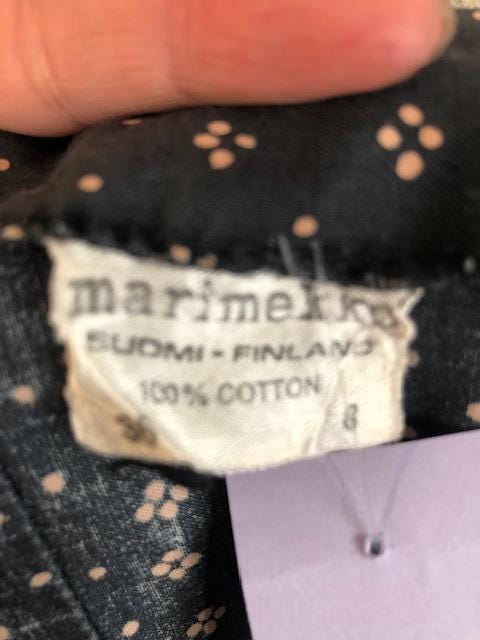 marimekko
SUOMI - FINLAND
100% COTTON
36 8